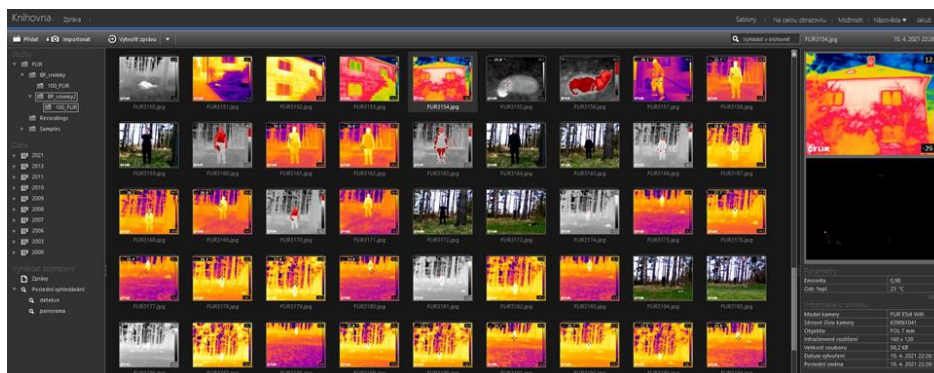 Knihovna Zpráva Šablony Na celou obrazovku Možnosti Nápověda Jakub
Přidat Importovat Vytvořit zprávu Vyhledat v knihovně FLIR3154.jpg 10. 4. 2021 22:26
Složky
FLIR
BP_snimky
100_FLIR
BP_snimky2
100_FLIR
Recordings
Samples
Data
2021
2013
2011
2010
2009
2008
2007
2006
2003
2000
Vyhledat zobrazení
Zprávy
Poslední vyhledávání
detekce
panorama
FLIR3150.jpg FLIR3151.jpg FLIR3152.jpg FLIR3153.jpg FLIR3154.jpg FLIR3155.jpg FLIR3156.jpg FLIR3157.jpg FLIR3158.jpg
FLIR3159.jpg FLIR3160.jpg FLIR3161.jpg FLIR3162.jpg FLIR3163.jpg FLIR3164.jpg FLIR3165.jpg FLIR3166.jpg FLIR3167.jpg
FLIR3168.jpg FLIR3169.jpg FLIR3170.jpg FLIR3171.jpg FLIR3172.jpg FLIR3173.jpg FLIR3174.jpg FLIR3175.jpg FLIR3176.jpg
FLIR3177.jpg FLIR3178.jpg FLIR3179.jpg FLIR3180.jpg FLIR3181.jpg FLIR3182.jpg FLIR3183.jpg FLIR3184.jpg FLIR3185.jpg
FLIR
Parametry
Emisivita 0,98
Odr. tepl. 23 °C
Informace o snímku
Model kamery FLIR E5xt WiFi
Sériové číslo kamery 639061041
Objektiv FOL 7 mm
Infračervené rozlišení 160 x 120
Velikost souboru 58,2 KB
Datum vytvoření 10. 4. 2021 22:26
Poslední změna 10. 4. 2021 22:26